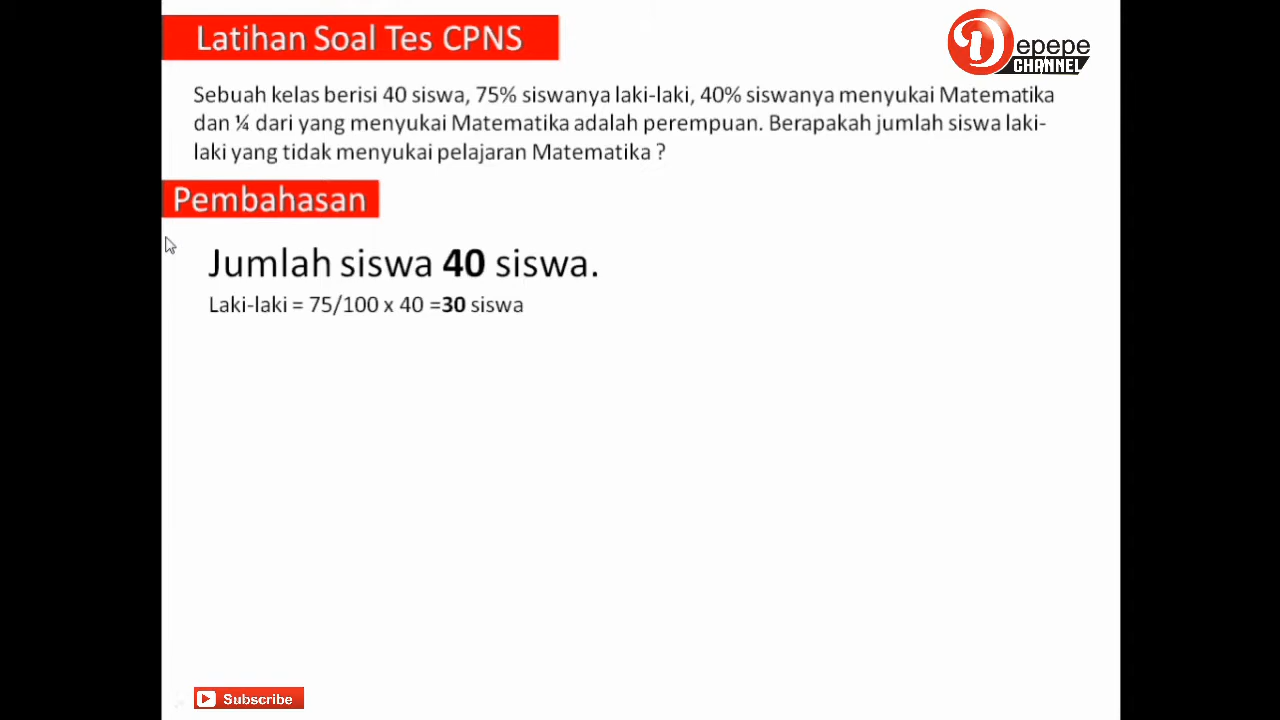 Latihan Soal Tes CPNS
Depepe
CHANNEL
Sebuah kelas berisi 40 siswa, 75% siswanya laki-laki, 40% siswanya menyukai Matematika
dan ¼ dari yang menyukai Matematika adalah perempuan. Berapakah jumlah siswa laki-
laki yang tidak menyukai pelajaran Matematika ?
Pembahasan
Jumlah siswa 40 siswa.
Laki-laki = 75/100 x 40 =30 siswa
Subscribe